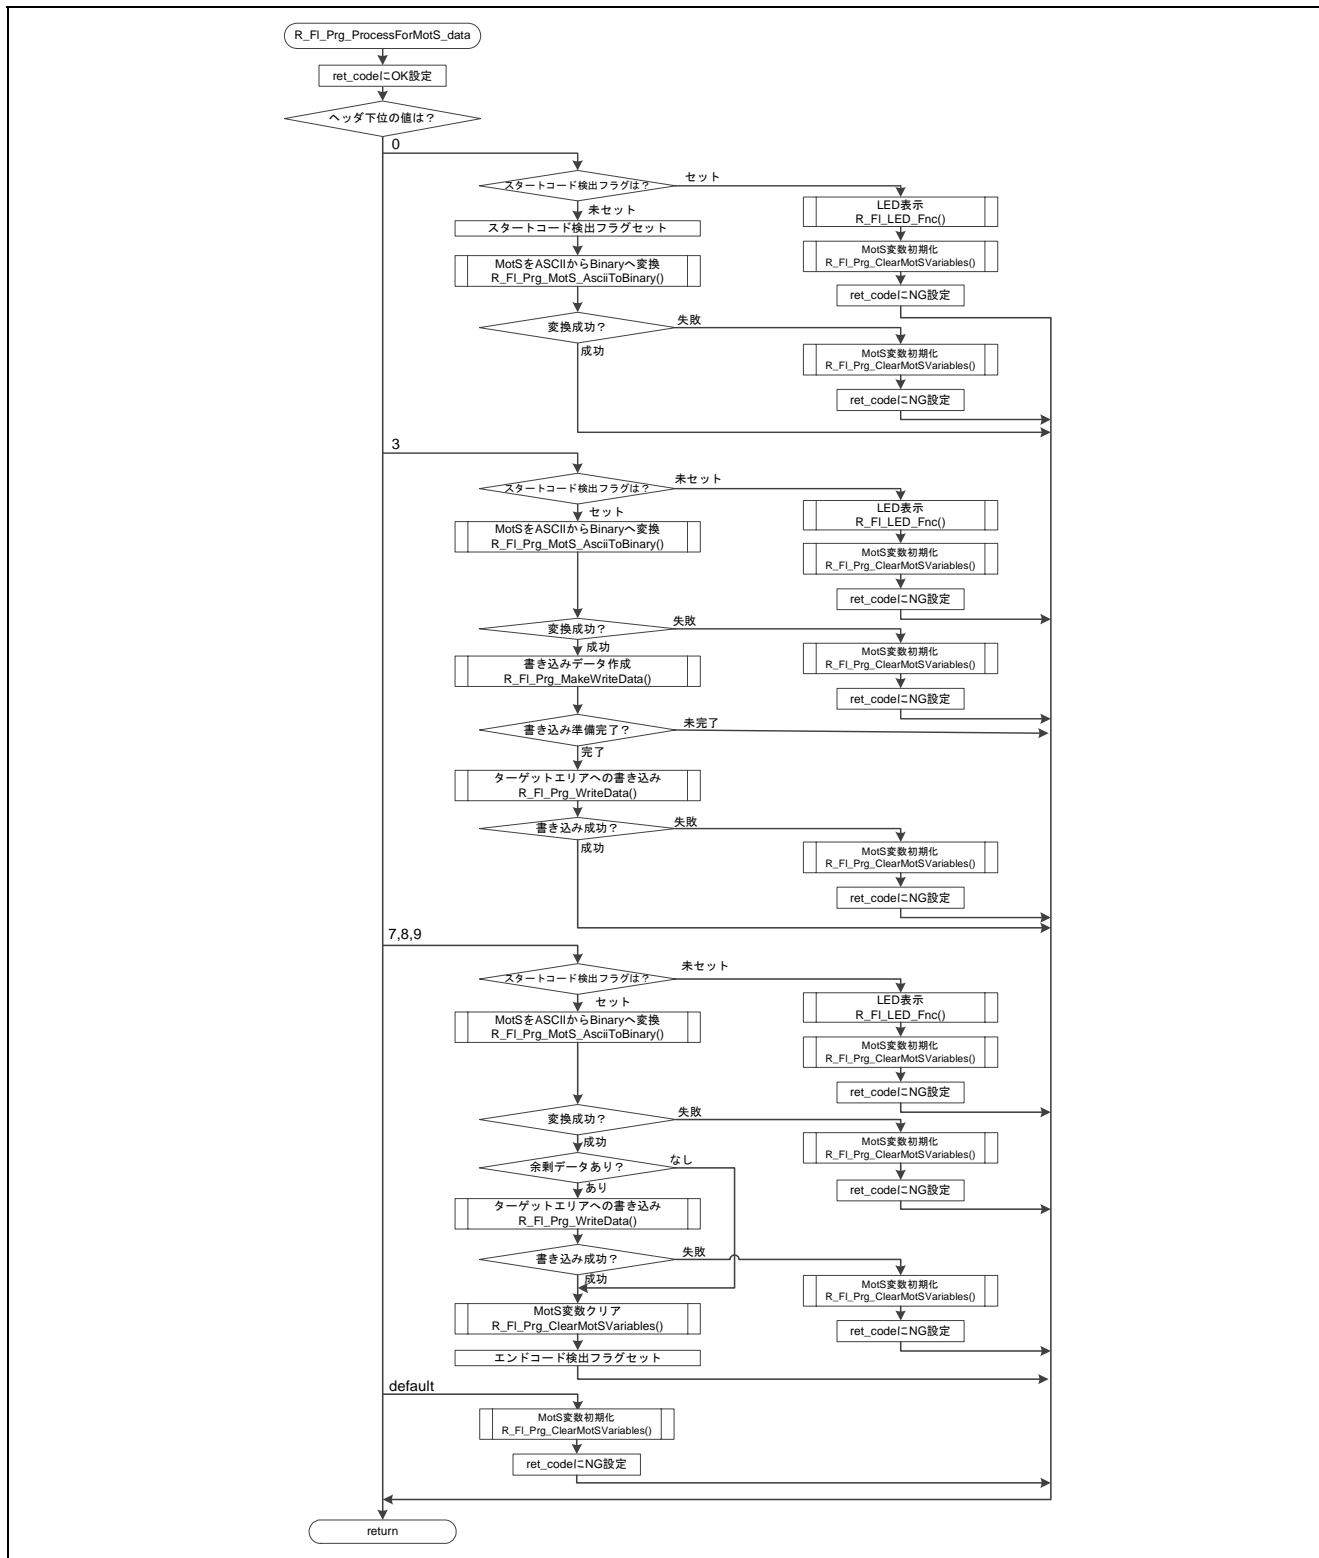 R_Fl_Prg_ProcessForMotS_data
ret_codeにOK設定
ヘッダ下位の値は？
0
スタートコード検出フラグは？
セット
LED表示
R_Fl_LED_Fnc()
未セット
スタートコード検出フラグセット
MotS変数初期化
R_Fl_Prg_ClearMotSVariables()
MotSをASCIIからBinaryへ変換
R_Fl_Prg_MotS_AsciiToBinary()
ret_codeにNG設定
変換成功？
失敗
成功
MotS変数初期化
R_Fl_Prg_ClearMotSVariables()
ret_codeにNG設定
3
スタートコード検出フラグは？
未セット
セット
LED表示
R_Fl_LED_Fnc()
MotSをASCIIからBinaryへ変換
R_Fl_Prg_MotS_AsciiToBinary()
MotS変数初期化
R_Fl_Prg_ClearMotSVariables()
ret_codeにNG設定
変換成功？
失敗
成功
MotS変数初期化
R_Fl_Prg_ClearMotSVariables()
書き込みデータ作成
R_Fl_Prg_MakeWriteData()
ret_codeにNG設定
書き込み準備完了？
未完了
完了
ターゲットエリアへの書き込み
R_Fl_Prg_WriteData()
書き込み成功？
失敗
成功
MotS変数初期化
R_Fl_Prg_ClearMotSVariables()
ret_codeにNG設定
7,8,9
スタートコード検出フラグは？
未セット
セット
LED表示
R_Fl_LED_Fnc()
MotSをASCIIからBinaryへ変換
R_Fl_Prg_MotS_AsciiToBinary()
MotS変数初期化
R_Fl_Prg_ClearMotSVariables()
ret_codeにNG設定
変換成功？
失敗
成功
MotS変数初期化
R_Fl_Prg_ClearMotSVariables()
余剰データあり？
なし
あり
ret_codeにNG設定
ターゲットエリアへの書き込み
R_Fl_Prg_WriteData()
書き込み成功？
失敗
成功
MotS変数初期化
R_Fl_Prg_ClearMotSVariables()
MotS変数クリア
R_Fl_Prg_ClearMotSVariables()
ret_codeにNG設定
エンドコード検出フラグセット
default
MotS変数初期化
R_Fl_Prg_ClearMotSVariables()
ret_codeにNG設定
return